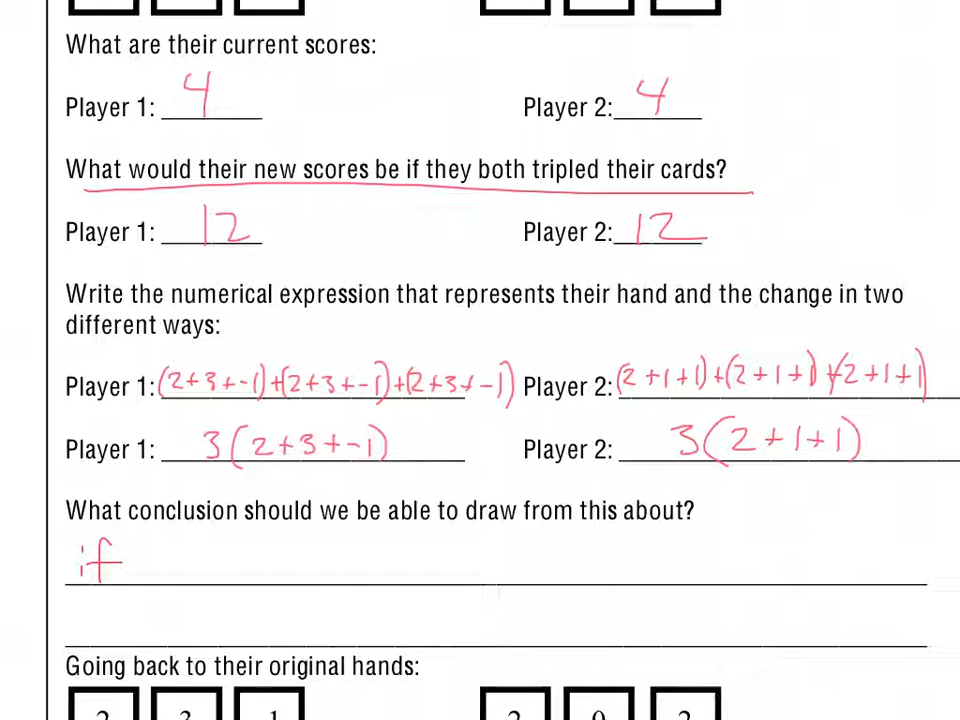 What are their current scores:
Player 1: 4 Player 2: 4
What would their new scores be if they both tripled their cards?
Player 1: 12 Player 2: 12
Write the numerical expression that represents their hand and the change in two
different ways:
Player 1: (2+3+-1)+(2+3+-1)+(2+3+-1) Player 2: (2+1+1)+(2+1+1)+(2+1+1)
Player 1: 3(2+3+-1) Player 2: 3(2+1+1)
What conclusion should we be able to draw from this about?
if
Going back to their original hands: